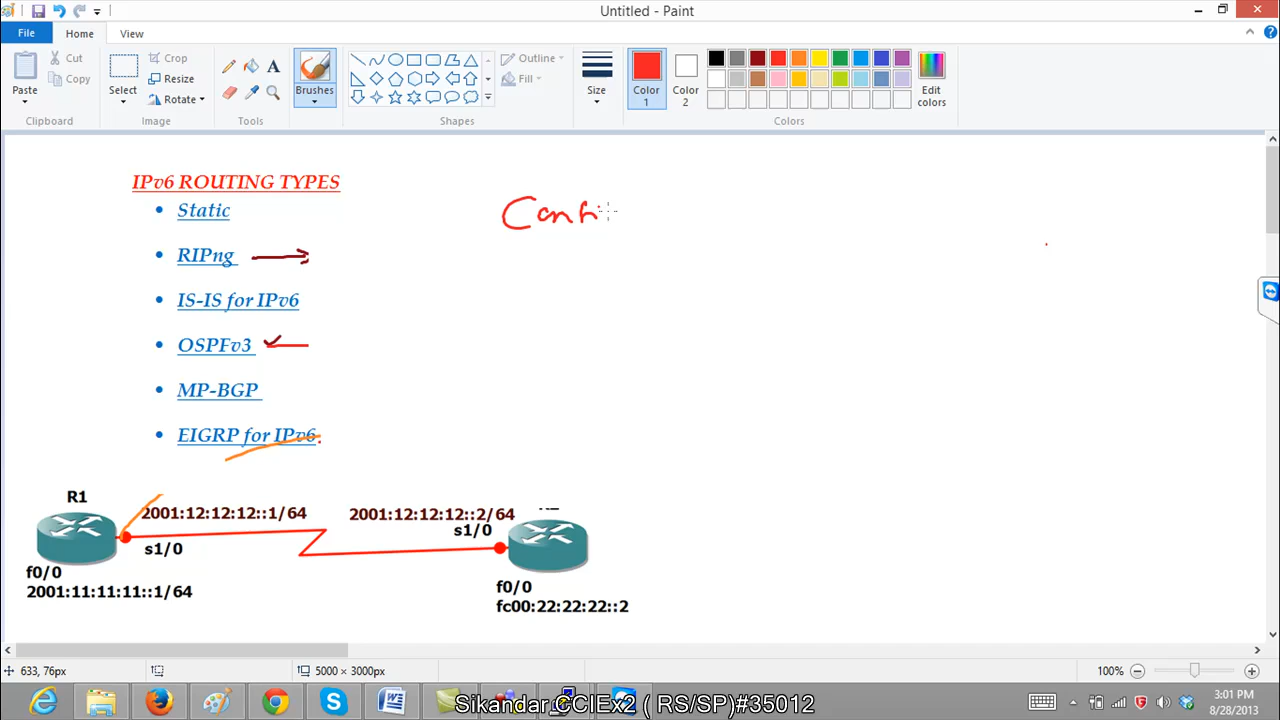 Untitled - Paint
File
Home
View
Paste
Cut
Copy
Clipboard
Select
Crop
Resize
Rotate
Image
A
Tools
Brushes
Outline
Fill
Shapes
Size
Color 1
Color 2
Edit colors
Colors
IPv6 ROUTING TYPES
• Static
• RIPng
• IS-IS for IPv6
• OSPFv3
• MP-BGP
• EIGRP for IPv6.
R1
2001:12:12:12::1/64
2001:12:12:12::2/64
s1/0
s1/0
f0/0
2001:11:11:11::1/64
f0/0
fc00:22:22:22::2
633, 76px
5000 × 3000px
100%
Sikandar CCIEx2 ( RS/SP)#35012
3:01 PM
8/28/2013